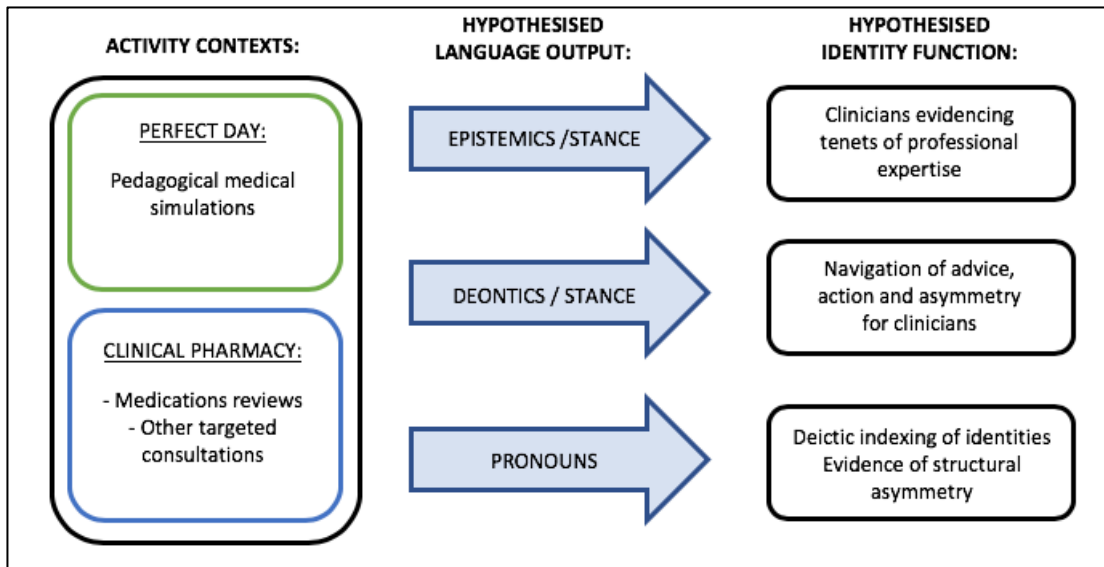 ACTIVITY CONTEXTS:
PERFECT DAY:
Pedagogical medical
simulations
CLINICAL PHARMACY:
- Medications reviews
- Other targeted
consultations
HYPOTHESISED
LANGUAGE OUTPUT:
EPISTEMICS /STANCE
DEONTICS / STANCE
PRONOUNS
HYPOTHESISED
IDENTITY FUNCTION:
Clinicians evidencing
tenets of professional
expertise
Navigation of advice,
action and asymmetry
for clinicians
Deictic indexing of identities
Evidence of structural
asymmetry